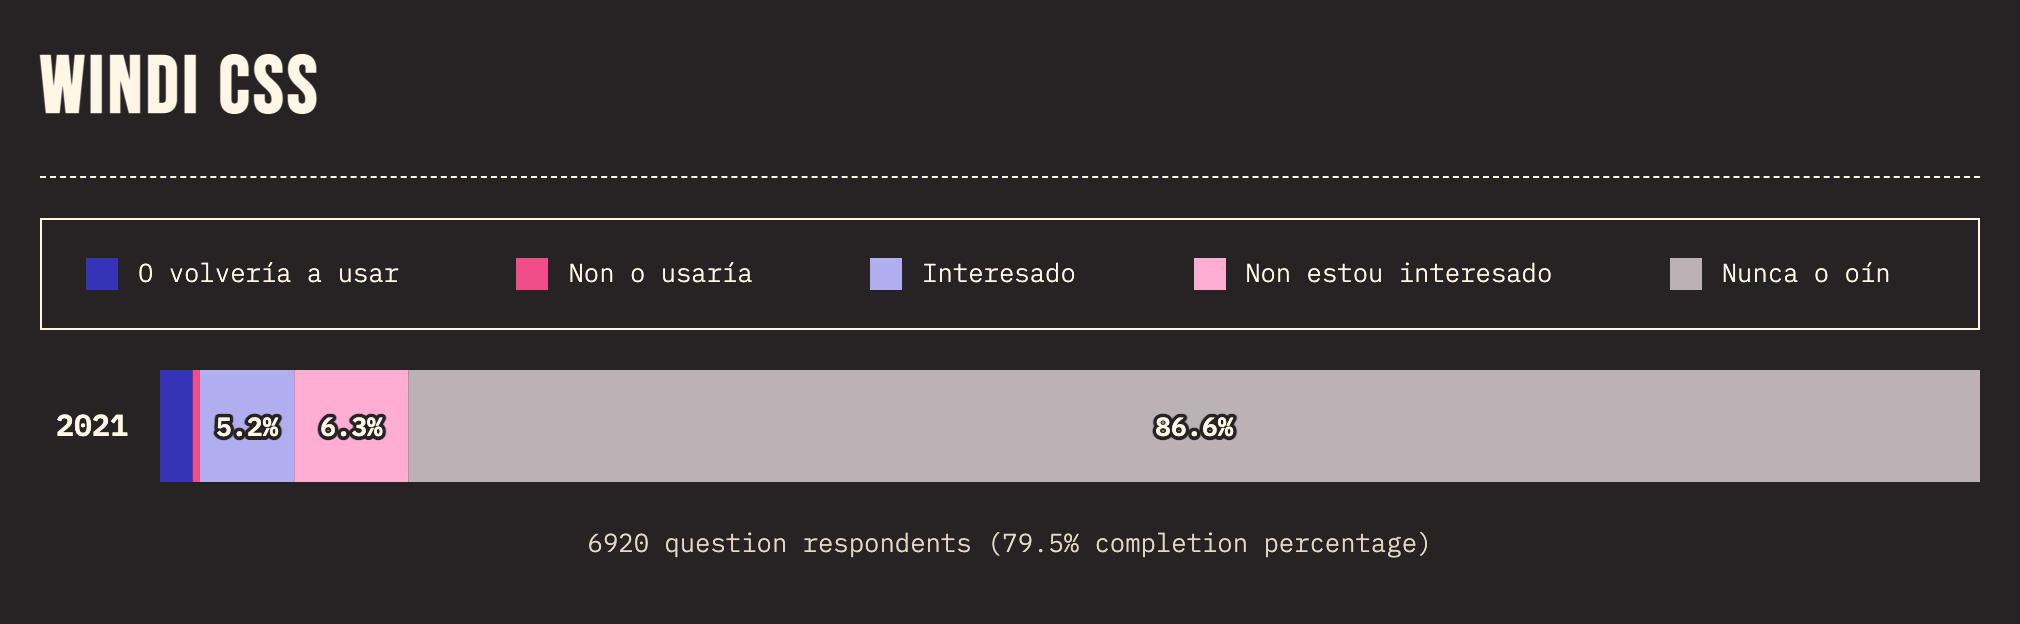 WINDI CSS
O volvería a usar
Non o usaría
Interesado
Non estou interesado
Nunca o oín
2021
5.2%
6.3%
86.6%
6920 question respondents (79.5% completion percentage)